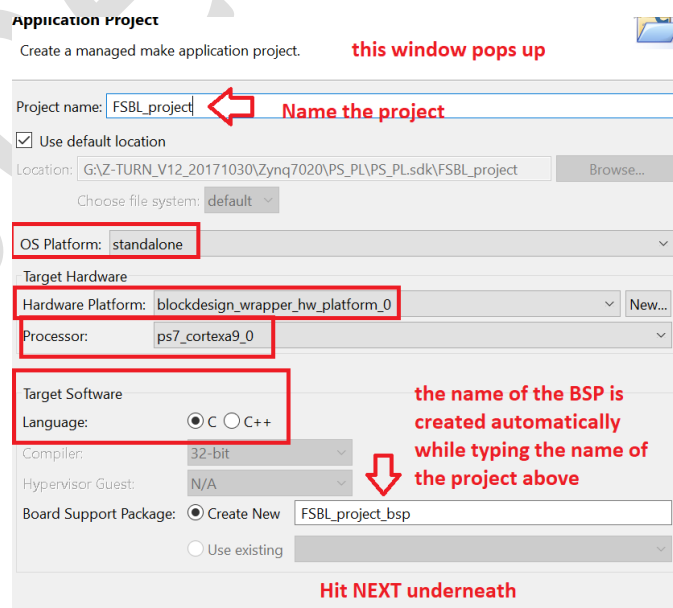 Application Project
Create a managed make application project.
this window pops up
Project name: FSBL_project
Name the project
Use default location
Location: G:\Z-TURN_V12_20171030\Zynq7020\PS_PL\PS_PL.sdk\FSBL_project Browse...
Choose file system: default
OS Platform: standalone
Target Hardware
Hardware Platform: blockdesign_wrapper_hw_platform_0 New...
Processor: ps7_cortexa9_0
Target Software
Language: C C++
Compiler: 32-bit
Hypervisor Guest: N/A
the name of the BSP is
created automatically
while typing the name of
the project above
Board Support Package: Create New FSBL_project_bsp
Use existing
Hit NEXT underneath